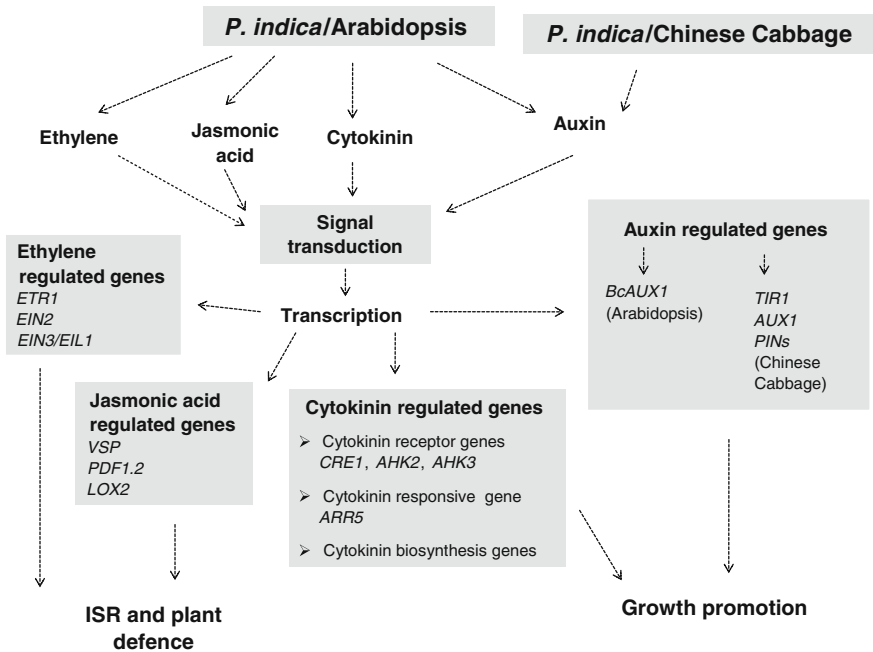 P. indica/Arabidopsis
P. indica/Chinese Cabbage
Ethylene
Jasmonic
acid
Cytokinin
Auxin
Signal
transduction
Transcription
Ethylene
regulated genes
ETR1
EIN2
EIN3/EIL1
Jasmonic acid
regulated genes
VSP
PDF1.2
LOX2
Cytokinin regulated genes
➢ Cytokinin receptor genes
CRE1, AHK2, AHK3
➢ Cytokinin responsive gene
ARR5
➢ Cytokinin biosynthesis genes
Auxin regulated genes
BcAUX1
(Arabidopsis)
TIR1
AUX1
PINs
(Chinese
Cabbage)
ISR and plant
defence
Growth promotion